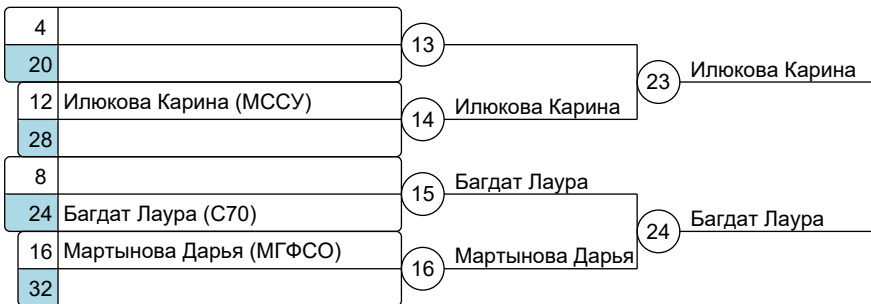 4
13
20
23 Илюкова Карина
12 Илюкова Карина (МССУ)
14 Илюкова Карина
28
8
15 Багдат Лаура
24 Багдат Лаура (С70)
24 Багдат Лаура
16 Мартынова Дарья (МГФСО)
16 Мартынова Дарья
32